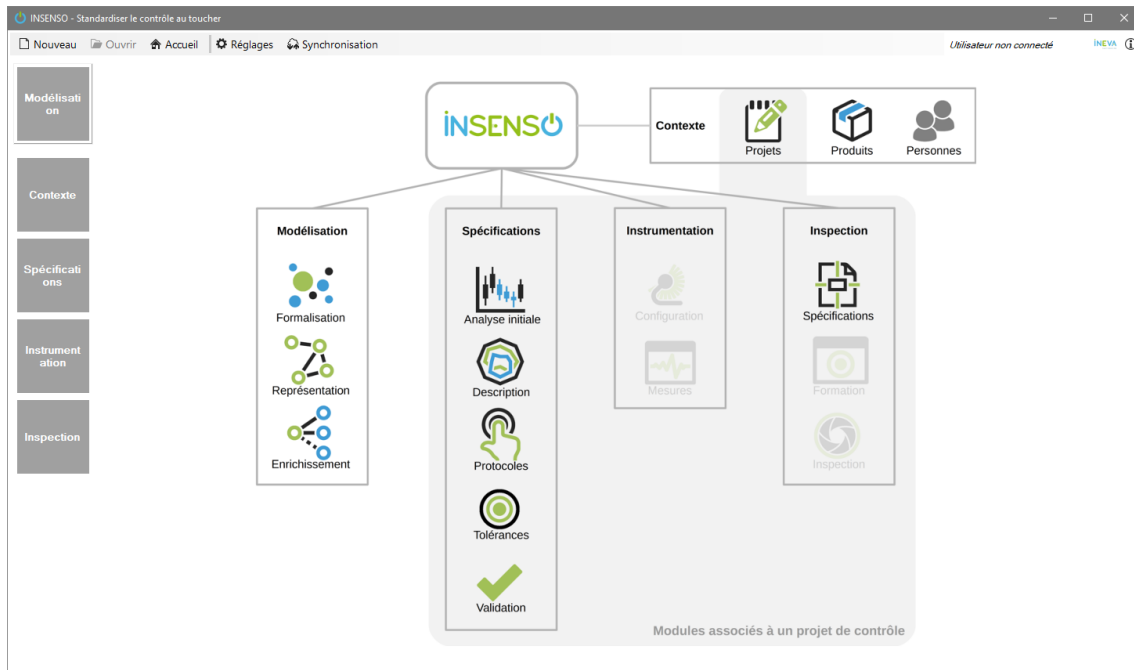 INSENSO - Standardiser le contrôle au toucher
Nouveau Ouvrir Accueil Réglages Synchronisation
Utilisateur non connecté
INEVA
Modélisati
on
Contexte
Spécificati
ons
Instrument
ation
Inspection
INSENSO
Contexte
Projets
Produits
Personnes
Modélisation
Formalisation
Représentation
Enrichissement
Spécifications
Analyse initiale
Description
Protocoles
Tolérances
Validation
Instrumentation
Configuration
Mesures
Inspection
Spécifications
Formation
Inspection
Modules associés à un projet de contrôle